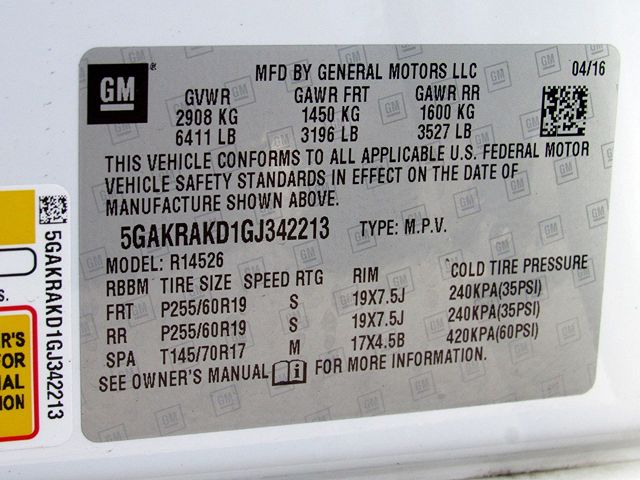 GM
®
MFD BY GENERAL MOTORS LLC 04/16
GVWR GAWR FRT GAWR RR
2908 KG 1450 KG 1600 KG
6411 LB 3196 LB 3527 LB
THIS VEHICLE CONFORMS TO ALL APPLICABLE U.S. FEDERAL MOTOR
VEHICLE SAFETY STANDARDS IN EFFECT ON THE DATE OF
MANUFACTURE SHOWN ABOVE.
5GAKRAKD1GJ342213 TYPE: M.P.V.
MODEL: R14526
RBBM TIRE SIZE SPEED RTG RIM COLD TIRE PRESSURE
FRT P255/60R19 S 19X7.5J 240KPA(35PSI)
RR P255/60R19 S 19X7.5J 240KPA(35PSI)
SPA T145/70R17 M 17X4.5B 420KPA(60PSI)
SEE OWNER'S MANUAL i FOR MORE INFORMATION.
5GAKRAKD1GJ342213
S.
R'S
FOR
NAL
ION